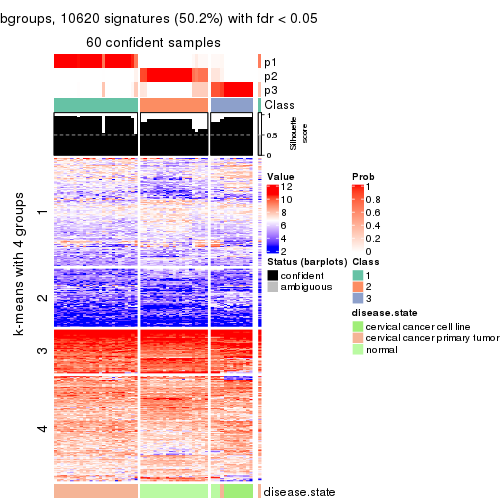 bgroups, 10620 signatures (50.2%) with fdr < 0.05
60 confident samples
p1
p2
p3
Class
1
0.5
0
Silhouette
score
k-means with 4 groups
1
2
3
4
Value
12
10
8
6
4
2
Prob
1
0.8
0.6
0.4
0.2
0
Status (barplots)
confident
ambiguous
Class
1
2
3
disease.state
cervical cancer cell line
cervical cancer primary tumor
normal
disease.state